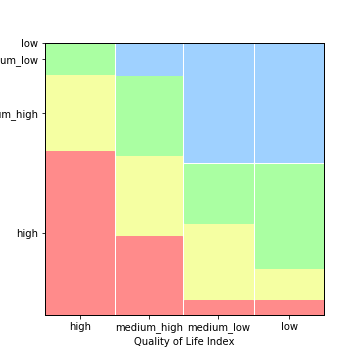 low
um_low
m_high
high
high
medium_high
medium_low
low
Quality of Life Index